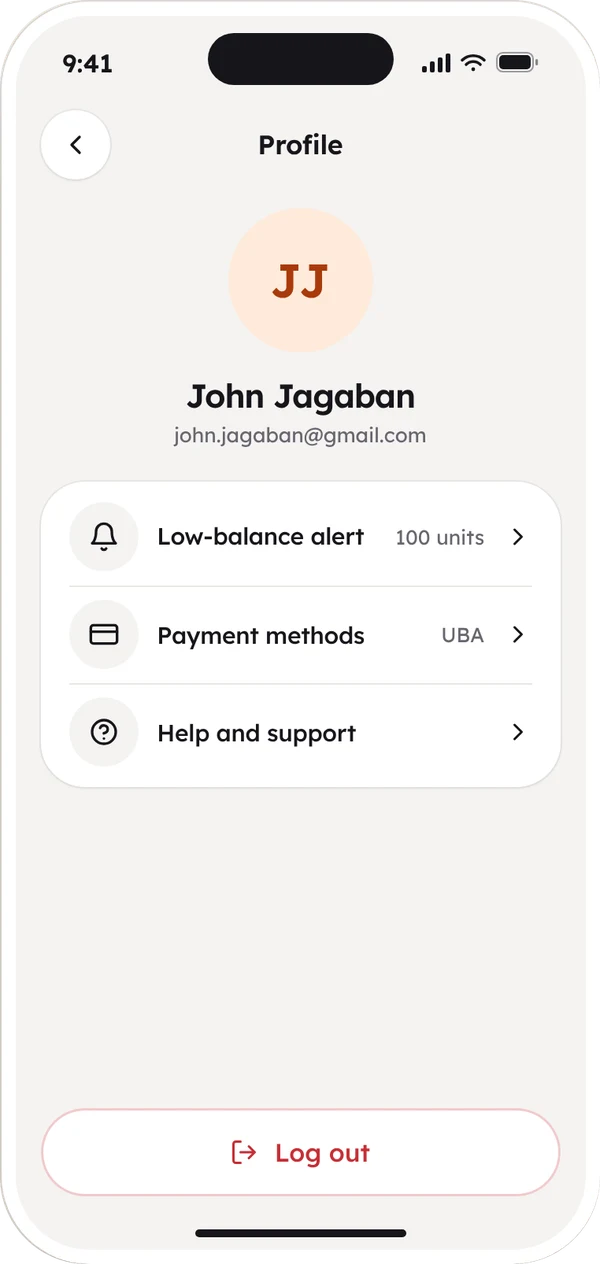 9:41
Profile
JJ
John Jagaban
john.jagaban@gmail.com
Low-balance alert 100 units
Payment methods UBA
Help and support
Log out